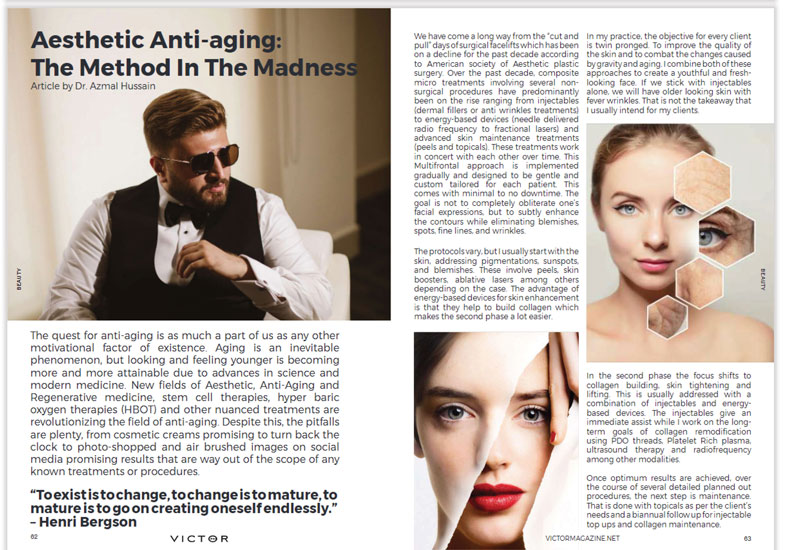 Aesthetic Anti-aging:
The Method In The Madness
Article by Dr. Azmal Hussain
BEAUTY
The quest for anti-aging is as much a part of us as any other
motivational factor of existence. Aging is an inevitable
phenomenon, but looking and feeling younger is becoming
more and more attainable due to advances in science and
modern medicine. New fields of Aesthetic, Anti-Aging and
Regenerative medicine, stem cell therapies, hyper baric
oxygen therapies (HBOT) and other nuanced treatments are
revolutionizing the field of anti-aging. Despite this, the pitfalls
are plenty, from cosmetic creams promising to turn back the
clock to photo-shopped and air brushed images on social
media promising results that are way out of the scope of any
known treatments or procedures.
“To exist is to change, to change is to mature, to
mature is to go on creating oneself endlessly.”
– Henri Bergson
62
VICTOR
We have come a long way from the “cut and
pull” days of surgical facelifts which has been
on a decline for the past decade according
to American society of Aesthetic plastic
surgery. Over the past decade, composite
micro treatments involving several non-
surgical procedures have predominantly
been on the rise ranging from injectables
(dermal fillers or anti wrinkles treatments)
to energy-based devices (needle delivered
radio frequency to fractional lasers) and
advanced skin maintenance treatments
(peels and topicals). These treatments work
in concert with each other over time. This
Multifrontal approach is implemented
gradually and designed to be gentle and
custom tailored for each patient. This
comes with minimal to no downtime. The
goal is not to completely obliterate one’s
facial expressions, but to subtly enhance
the contours while eliminating blemishes,
spots, fine lines, and wrinkles.
The protocols vary, but I usually start with the
skin, addressing pigmentations, sunspots,
and blemishes. These involve peels, skin
boosters, ablative lasers among others
depending on the case. The advantage of
energy-based devices for skin enhancement
is that they help to build collagen which
makes the second phase a lot easier.
In my practice, the objective for every client
is twin pronged. To improve the quality of
the skin and to combat the changes caused
by gravity and aging. I combine both of these
approaches to create a youthful and fresh-
looking face. If we stick with injectables
alone, we will have older looking skin with
fever wrinkles. That is not the takeaway that
I usually intend for my clients.
BEAUTY
In the second phase the focus shifts to
collagen building, skin tightening and
lifting. This is usually addressed with a
combination of injectables and energy-
based devices. The injectables give an
immediate assist while I work on the long-
term goals of collagen remodification
using PDO threads, Platelet Rich plasma,
ultrasound therapy and radiofrequency
among other modalities.
Once optimum results are achieved, over
the course of several detailed planned out
procedures, the next step is maintenance.
That is done with topicals as per the client’s
needs and a biannual follow up for injectable
top ups and collagen maintenance.
VICTORMAGAZINE.NET
63